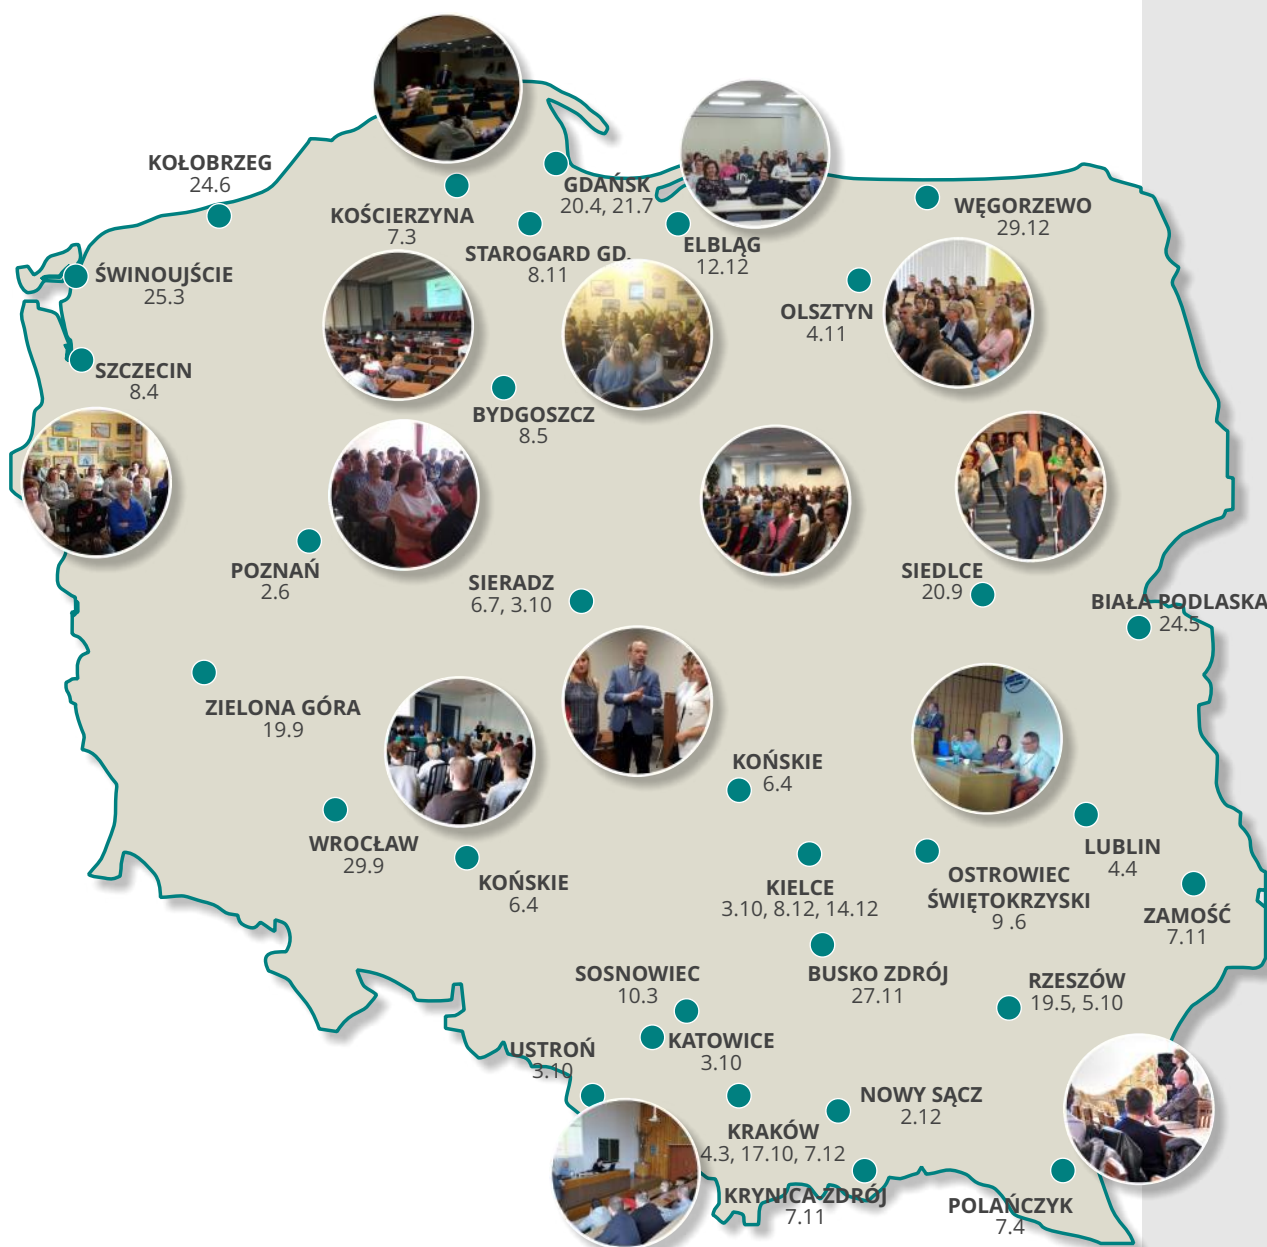 KOŁOBRZEG
24.6
GDAŃSK
20.4, 21.7
KOŚCIERZYNA
7.3
WĘGORZEWO
29.12
STAROGARD GD.
8.11
ELBLĄG
12.12
ŚWINOUJŚCIE
25.3
OLSZTYN
4.11
SZCZECIN
8.4
BYDGOSZCZ
8.5
POZNAŃ
2.6
SIERADZ
6.7, 3.10
SIEDLCE
20.9
BIAŁA PODLASKA
24.5
ZIELONA GÓRA
19.9
KOŃSKIE
6.4
WROCŁAW
29.9
KOŃSKIE
6.4
KIELCE
3.10, 8.12, 14.12
OSTROWIEC
ŚWIĘTOKRZYSKI
9 .6
LUBLIN
4.4
ZAMOŚĆ
7.11
SOSNOWIEC
10.3
BUSKO ZDRÓJ
27.11
RZESZÓW
19.5, 5.10
USTROŃ
3.10
KATOWICE
3.10
NOWY SĄCZ
2.12
KRAKÓW
4.3, 17.10, 7.12
KRYNICA ZDRÓJ
7.11
POLAŃCZYK
7.4